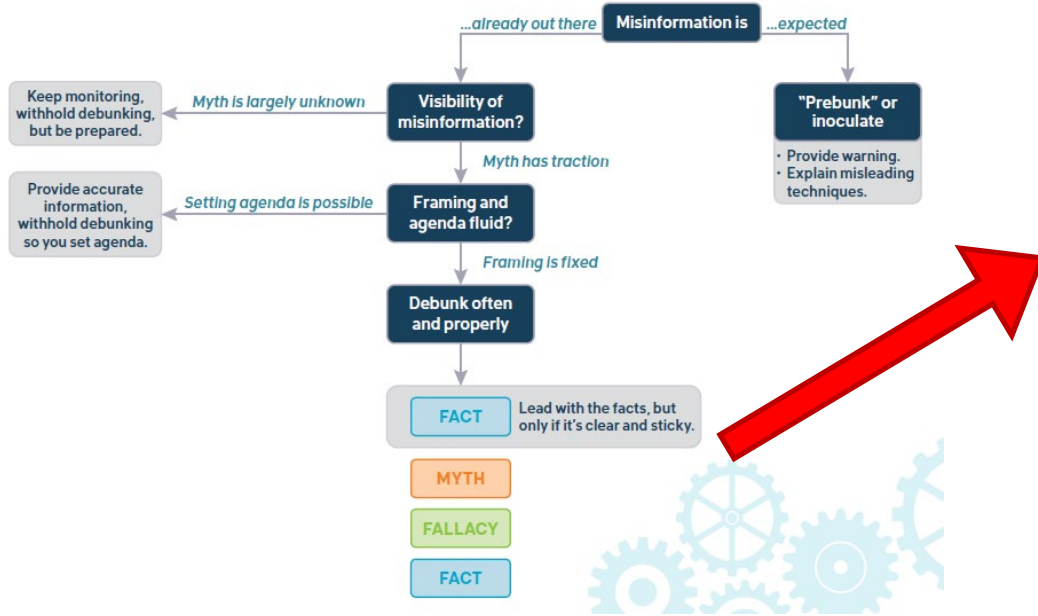 Misinformation is
...already out there
...expected
Visibility of
misinformation?
Myth is largely unknown
Keep monitoring,
withhold debunking,
but be prepared.
"Prebunk" or
inoculate
· Provide warning.
· Explain misleading
techniques.
Myth has traction
Framing and
agenda fluid?
Setting agenda is possible
Provide accurate
information,
withhold debunking
so you set agenda.
Framing is fixed
Debunk often
and properly
FACT
Lead with the facts, but
only if it's clear and sticky.
MYTH
FALLACY
FACT